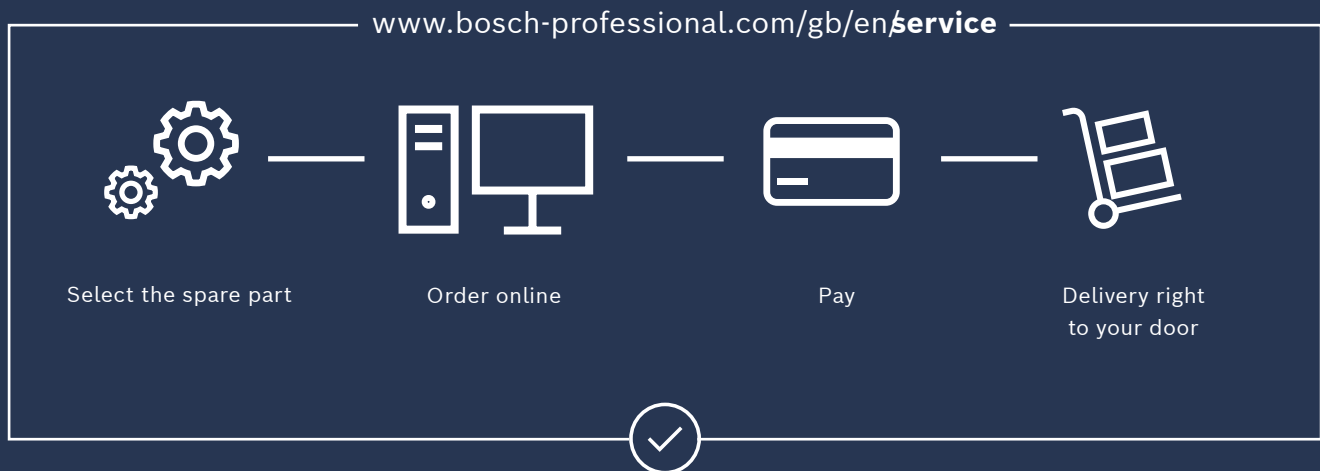 www.bosch-professional.com/gb/en/service
Select the spare part
Order online
Pay
Delivery right
to your door